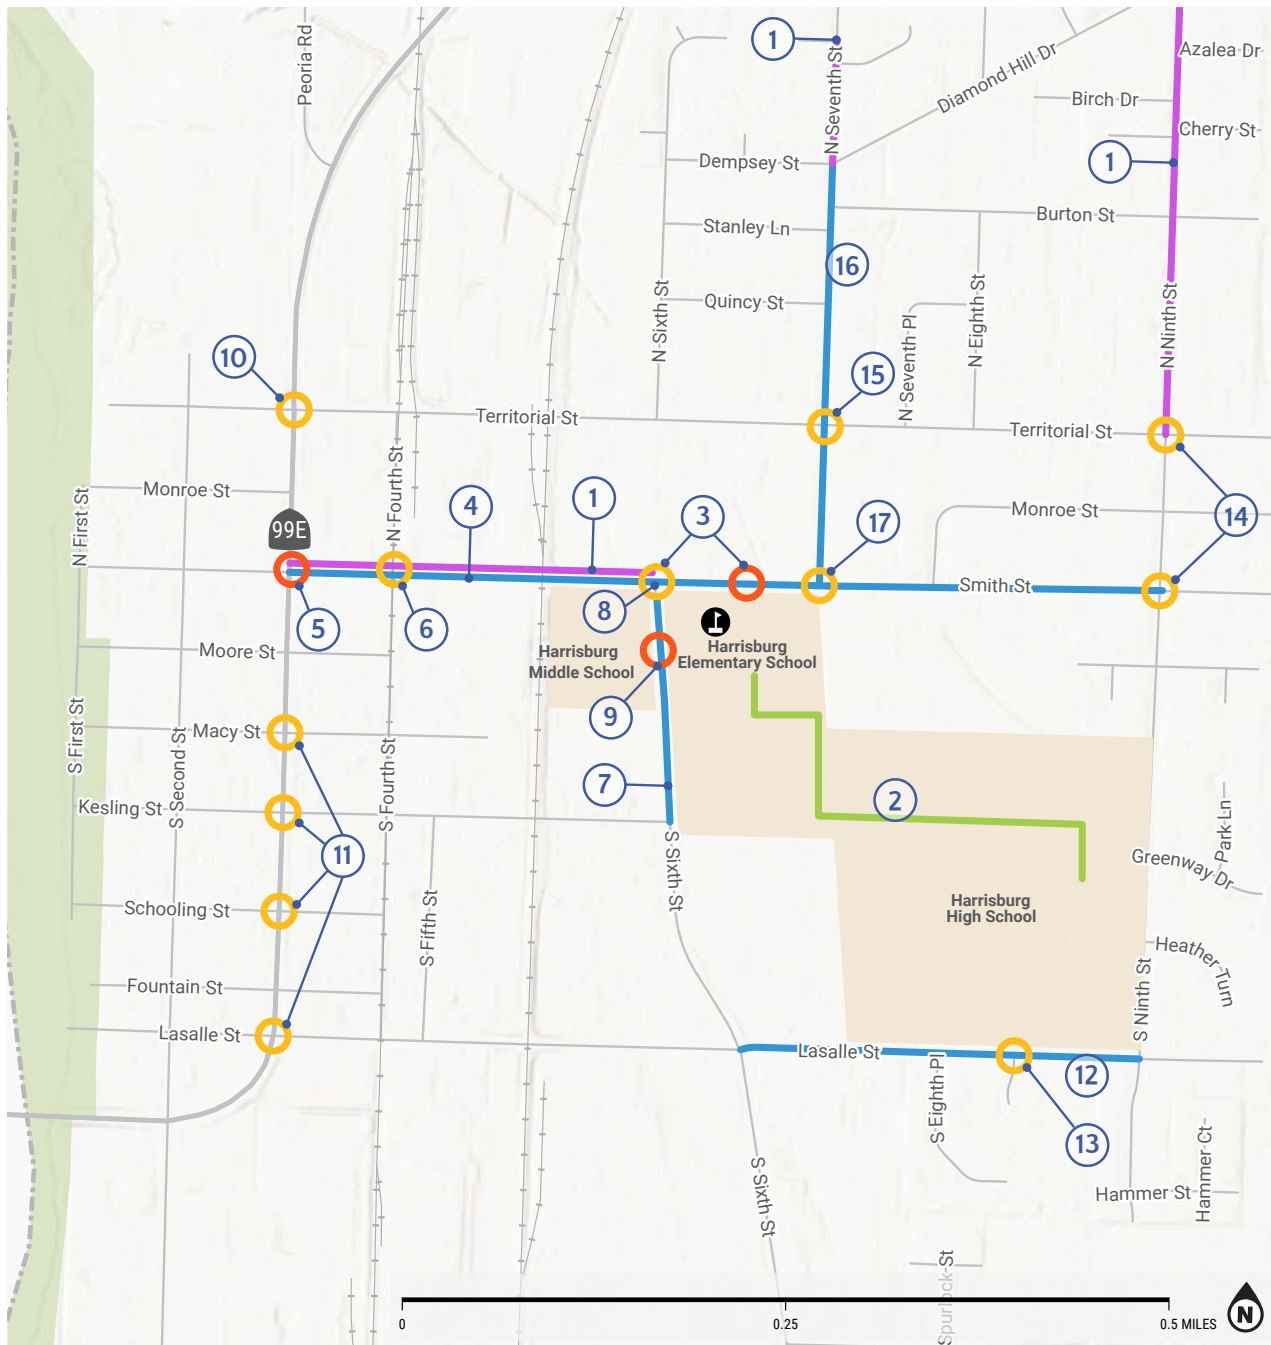 Peoria Rd
1
N Seventh St
Diamond Hill Dr
Azalea Dr
Birch Dr
Cherry St
1
Dempsey St
Burton St
Stanley Ln
16
Quincy St
N Sixth St
N Seventh Pl
N Eighth St
N Ninth St
10
15
Territorial St
Territorial St
N Fourth St
Monroe St
N First St
99E
4
1
3
17
Monroe St
14
Smith St
5
6
8
Moore St
Harrisburg
Middle School
Harrisburg
Elementary School
9
S First St
S Second St
Macy St
S Fourth St
7
Kesling St
2
Park Ln
Greenway Dr
11
S Sixth St
Schooling St
S Fifth St
Harrisburg
High School
Heather Turn
S Ninth St
Fountain St
Lasalle St
Lasalle St
12
S Eighth Pl
13
S Sixth St
Hammer St
Hammer Ct
Spurlock St
N
0
0.25
0.5 MILES